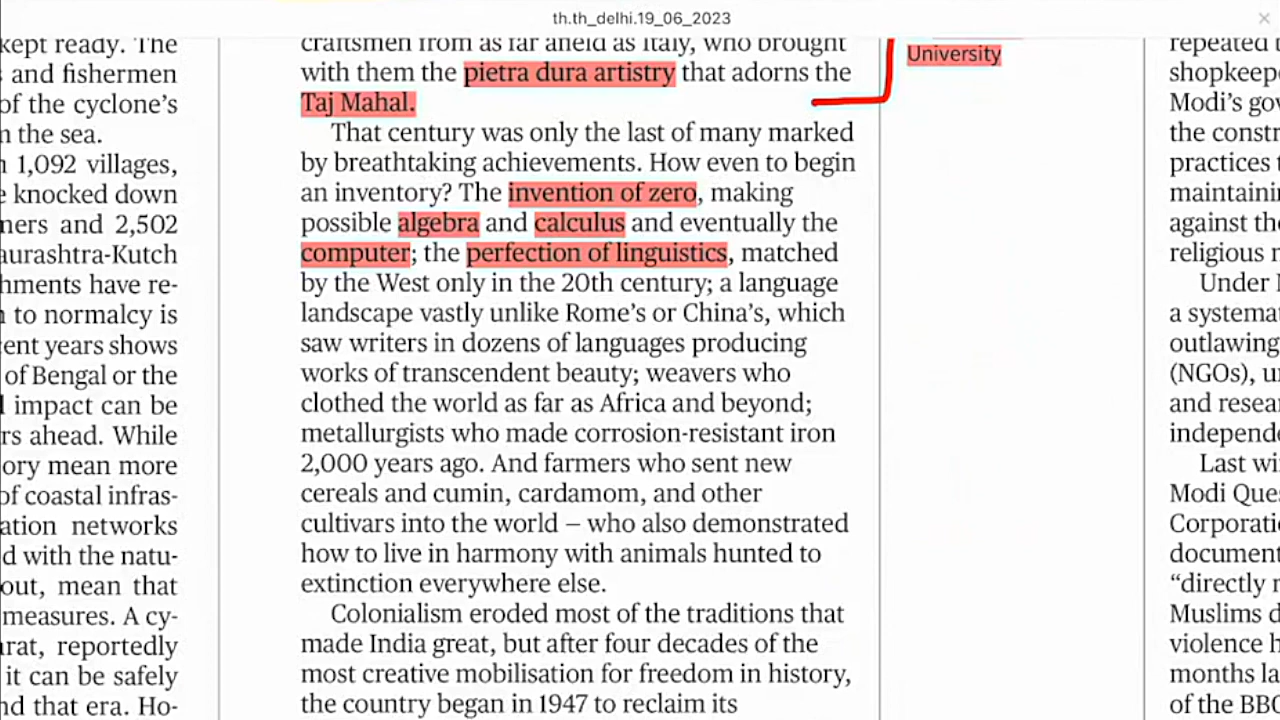 th.th_delhi.19_06_2023
kept ready. The
and fishermen
of the cyclone's
the sea.
1,092 villages,
knocked down
ners and 2,502
aurashtra-Kutch
hments have re-
to normalcy is
cent years shows
of Bengal or the
impact can be
rs ahead. While
ory mean more
of coastal infras-
ation networks
d with the natu-
out, mean that
measures. A cy-
rat, reportedly
it can be safely
nd that era. Ho-
craftsmen from as far afield as Italy, who brought
with them the pietra dura artistry that adorns the
Taj Mahal.
That century was only the last of many marked
by breathtaking achievements. How even to begin
an inventory? The invention of zero, making
possible algebra and calculus and eventually the
computer; the perfection of linguistics, matched
by the West only in the 20th century; a language
landscape vastly unlike Rome's or China's, which
saw writers in dozens of languages producing
works of transcendent beauty; weavers who
clothed the world as far as Africa and beyond;
metallurgists who made corrosion-resistant iron
2,000 years ago. And farmers who sent new
cereals and cumin, cardamom, and other
cultivars into the world – who also demonstrated
how to live in harmony with animals hunted to
extinction everywhere else.
Colonialism eroded most of the traditions that
made India great, but after four decades of the
most creative mobilisation for freedom in history,
the country began in 1947 to reclaim its
University
repeated
shopkeep
Modi's gov
the constr
practices
maintaini
against the
religious
Under
a systemat
outlawing
(NGOs), u
and resear
independ
Last wi
Modi Ques
Corporati
document
"directly
Muslims d
violence h
months la
of the BBC